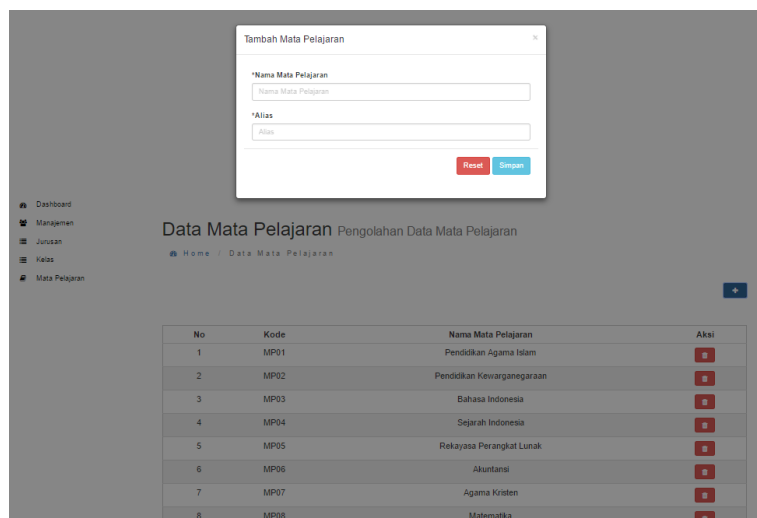 Tambah Mata Pelajaran ×
*Nama Mata Pelajaran
Nama Mata Pelajaran
*Alias
Alias
Reset Simpan
Dashboard
Manajemen
Jurusan
Kelas
Mata Pelajaran
Data Mata Pelajaran Pengolahan Data Mata Pelajaran
Home / Data Mata Pelajaran
+
No Kode Nama Mata Pelajaran Aksi
1 MP01 Pendidikan Agama Islam
2 MP02 Pendidikan Kewarganegaraan
3 MP03 Bahasa Indonesia
4 MP04 Sejarah Indonesia
5 MP05 Rekayasa Perangkat Lunak
6 MP06 Akuntansi
7 MP07 Agama Kristen
8 MP08 Matematika